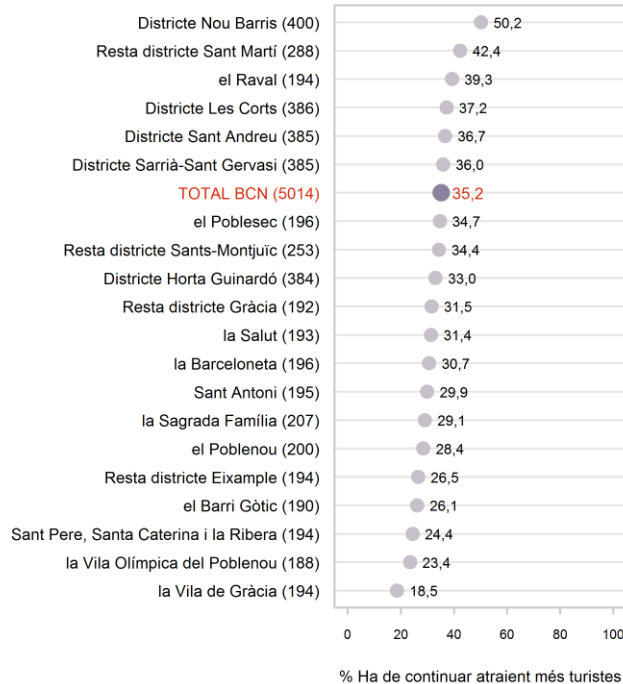 Districte Nou Barris (400) 50,2
Resta districte Sant Martí (288) 42,4
el Raval (194) 39,3
Districte Les Corts (386) 37,2
Districte Sant Andreu (385) 36,7
Districte Sarrià-Sant Gervasi (385) 36,0
TOTAL BCN (5014) 35,2
el Poblesec (196) 34,7
Resta districte Sants-Montjuïc (253) 34,4
Districte Horta Guinardó (384) 33,0
Resta districte Gràcia (192) 31,5
la Salut (193) 31,4
la Barceloneta (196) 30,7
Sant Antoni (195) 29,9
la Sagrada Família (207) 29,1
el Poblenou (200) 28,4
Resta districte Eixample (194) 26,5
el Barri Gòtic (190) 26,1
Sant Pere, Santa Caterina i la Ribera (194) 24,4
la Vila Olímpica del Poblenou (188) 23,4
la Vila de Gràcia (194) 18,5
0 20 40 60 80 100
% Ha de continuar atraient més turistes